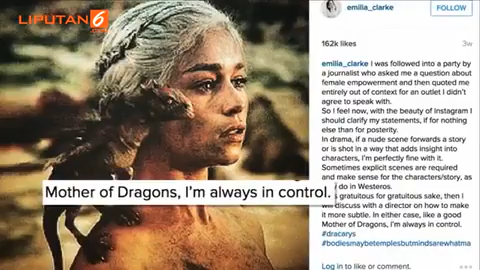 LIPUTAN 6
.com
emilia_clarke
FOLLOW
162k likes
3w
emilia_clarke I was followed into a party by
a journalist who asked me a question about
female empowerment and then quoted me
entirely out of context for an outlet I didn't
agree to speak with.
So I feel now, with the beauty of Instagram I
should clarify my statements, if for nothing
else than for posterity.
In drama, if a nude scene forwards a story
or is shot in a way that adds insight into
characters, I'm perfectly fine with it.
Sometimes explicit scenes are required
and make sense for the characters/story, as
do in Westeros.
gratuitous for gratuitous sake, then I
discuss with a director on how to make
it more subtle. In either case, like a good
Mother of Dragons, I'm always in control.
#dracarys
#bodiesmaybetemplesbutmindsarewhatma
Log in to like or comment.
Mother of Dragons, I'm always in control.